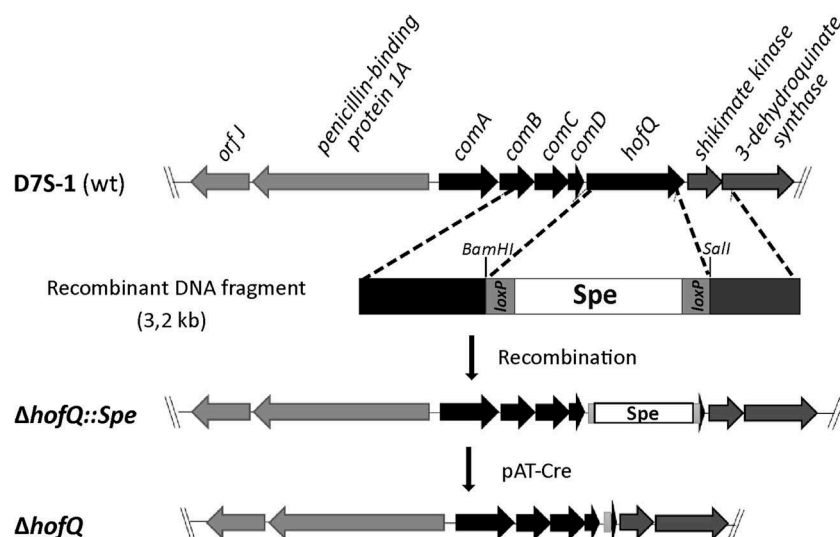 orf J
penicillin-binding
protein 1A
comA
comB
comC
comD
hofQ
shikimate kinase
3-dehydroquinate
synthase
D7S-1 (wt)
BamHI
SalI
Recombinant DNA fragment
(3,2 kb)
loxP
Spe
loxP
Recombination
ΔhofQ::Spe
Spe
pAT-Cre
ΔhofQ